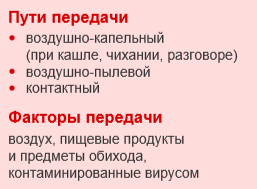 Пути передачи
• воздушно-капельный
(при кашле, чихании, разговоре)
• воздушно-пылевой
• контактный
Факторы передачи
воздух, пищевые продукты
и предметы обихода,
контаминированные вирусом